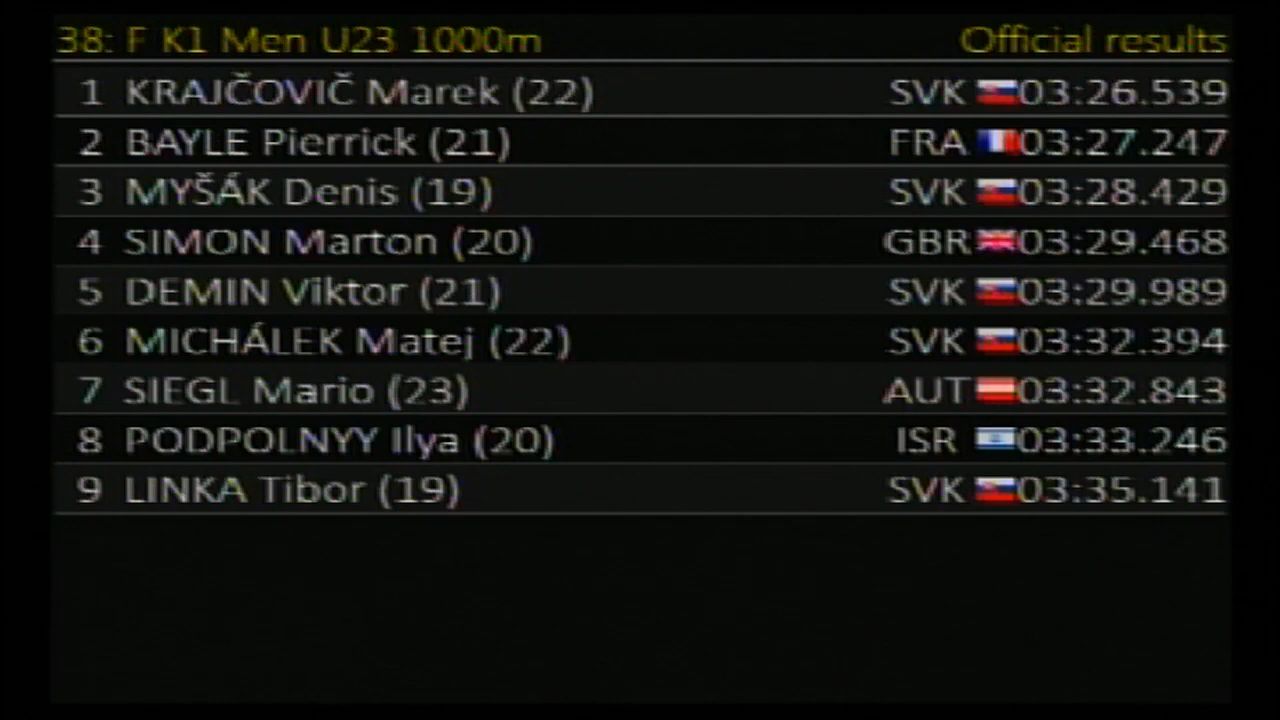 38: F K1 Men U23 1000m Official results
1 KRAJČOVIČ Marek (22) SVK 03:26.539
2 BAYLE Pierrick (21) FRA 03:27.247
3 MYŠÁK Denis (19) SVK 03:28.429
4 SIMON Marton (20) GBR 03:29.468
5 DEMIN Viktor (21) SVK 03:29.989
6 MICHÁLEK Matej (22) SVK 03:32.394
7 SIEGL Mario (23) AUT 03:32.843
8 PODPOLNYY Ilya (20) ISR 03:33.246
9 LINKA Tibor (19) SVK 03:35.141